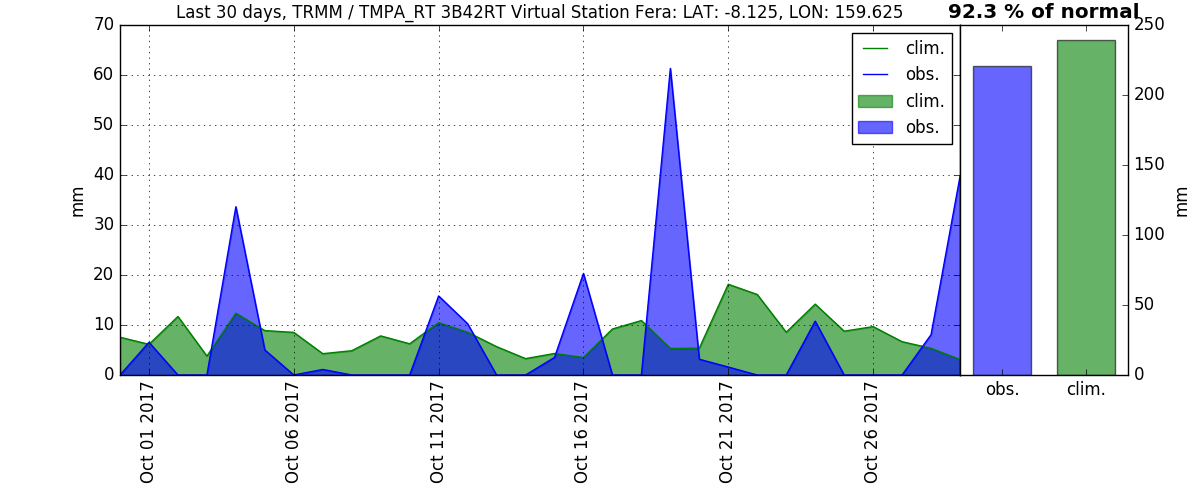 Last 30 days, TRMM / TMPA_RT 3B42RT Virtual Station Fera: LAT: -8.125, LON: 159.625
92.3 % of normal
70
60
50
40
30
20
10
0
mm
clim.
obs.
clim.
obs.
250
200
150
100
50
0
mm
obs.
clim.
Oct 01 2017
Oct 06 2017
Oct 11 2017
Oct 16 2017
Oct 21 2017
Oct 26 2017